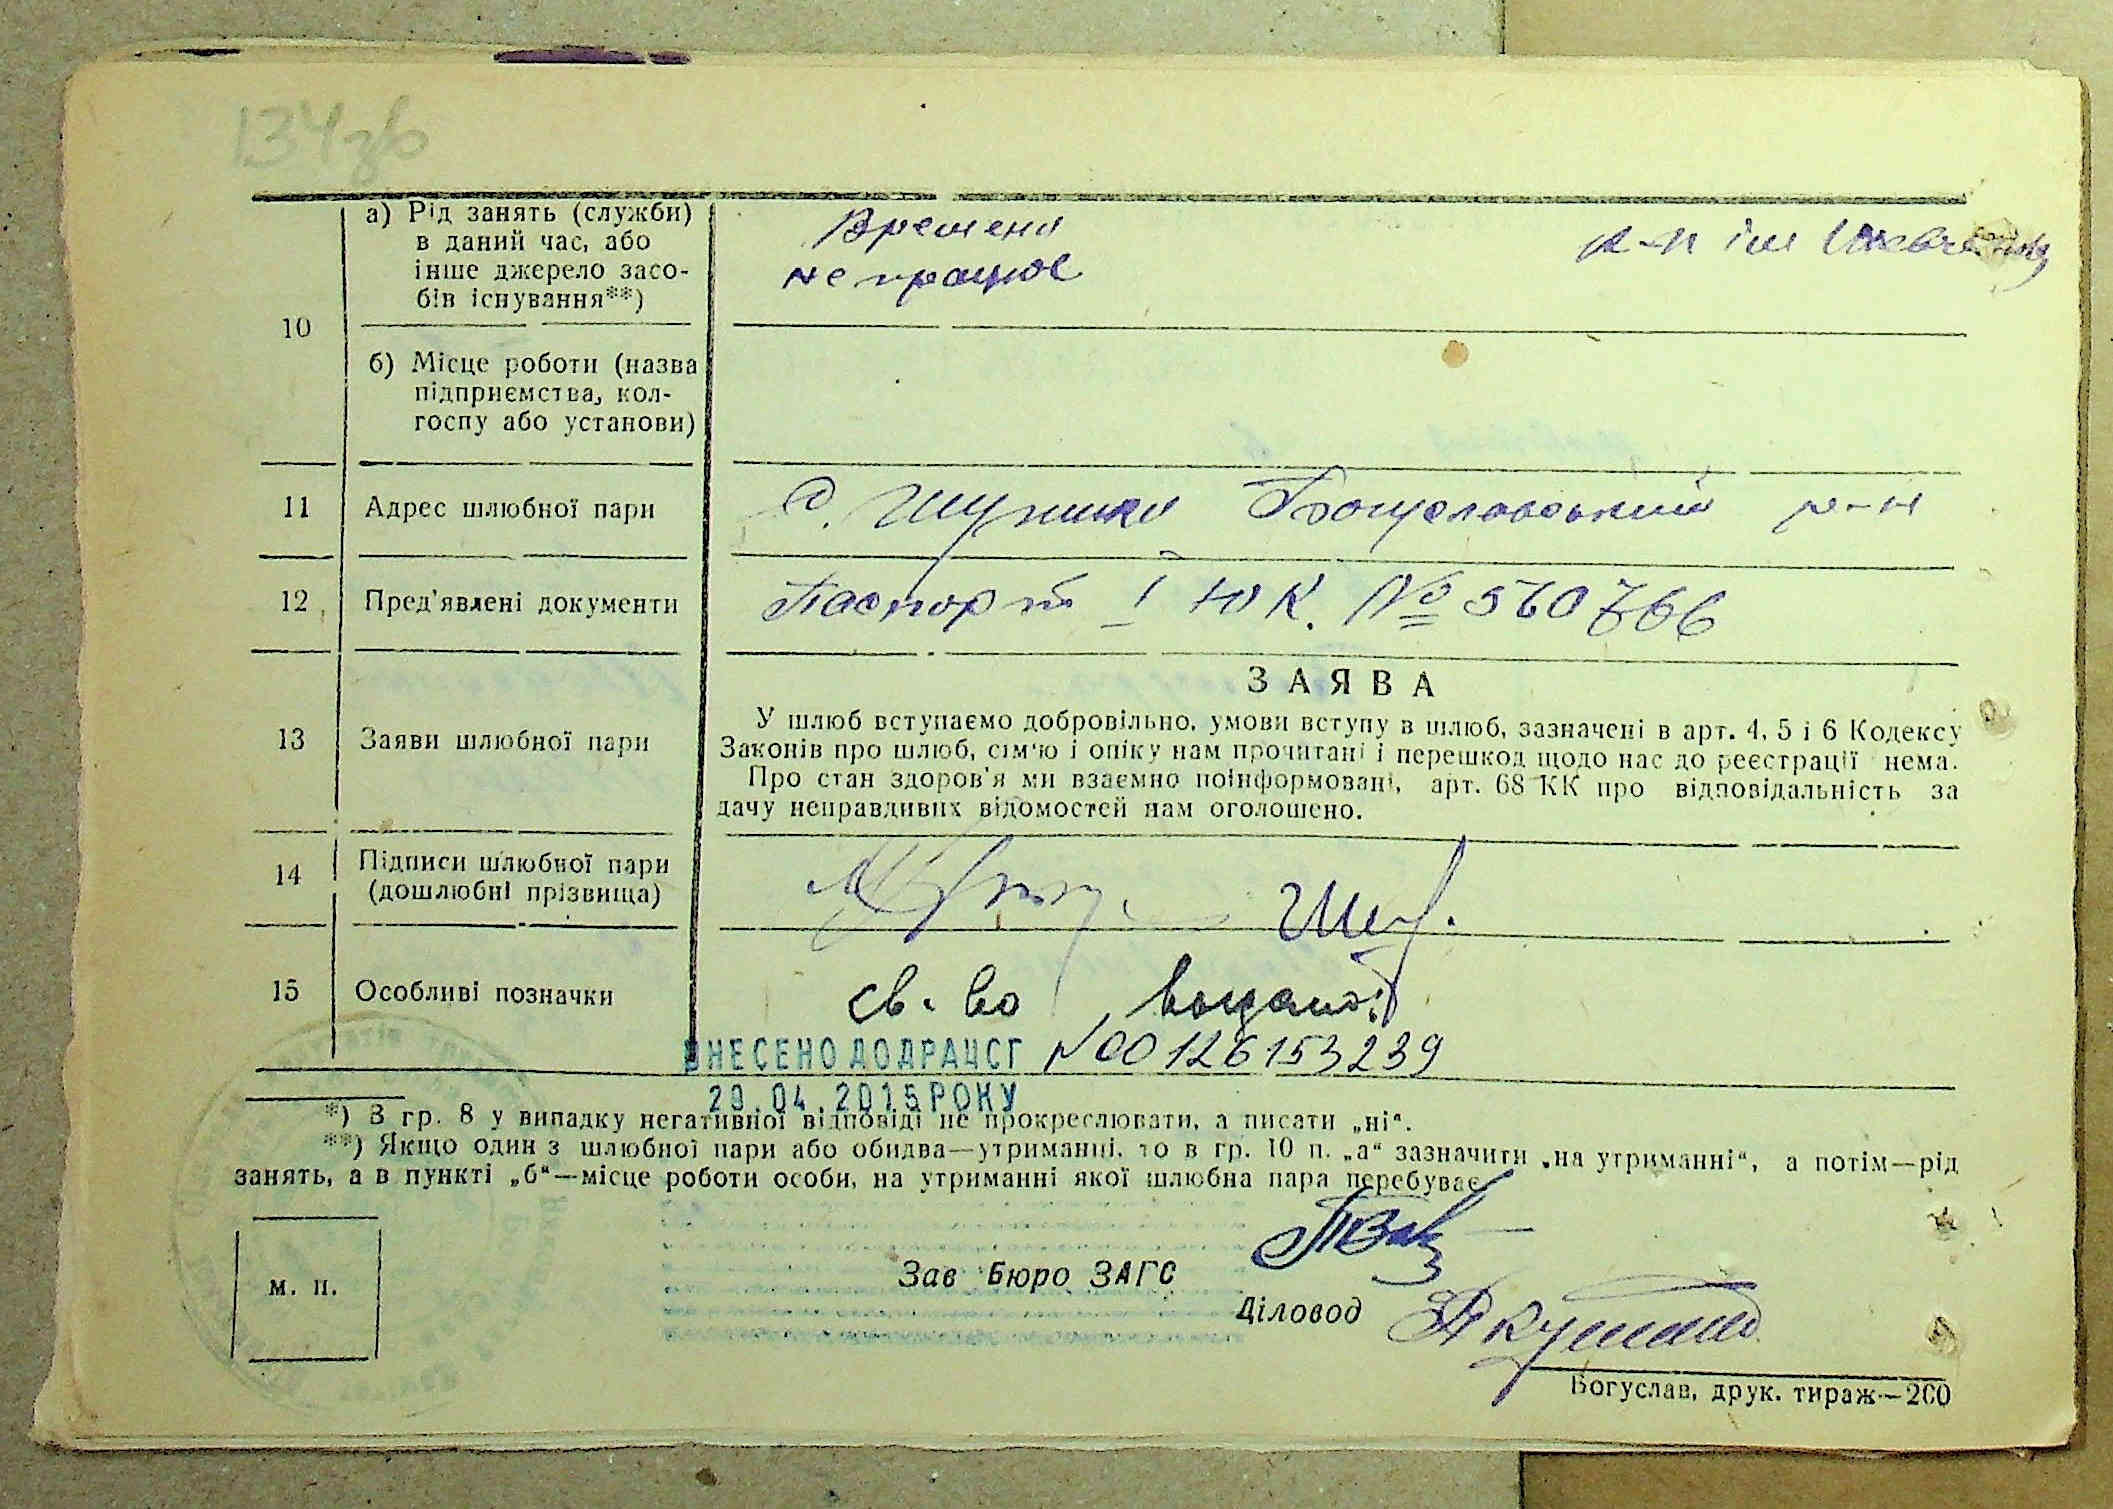 134зв
10
а) Рід занять (служби)
в даний час, або
інше джерело засо-
бів існування**)
Времено
не працює
к-п ім Шевченка
б) Місце роботи (назва
підприємства, кол-
госпу або установи)
11 Адрес шлюбної пари
с. Богуславський р-н
12 Пред'явлені документи
Паспорт І ЮК. № 560766
13 Заяви шлюбної пари
ЗАЯВА
У шлюб вступаємо добровільно, умови вступу в шлюб, зазначені в арт. 4, 5 і 6 Кодексу
Законів про шлюб, сім'ю і опіку нам прочитані і перешкод щодо нас до реєстрації нема.
Про стан здоров'я ми взаємно поінформовані, арт. 68 КК про відповідальність за
дачу неправдивих відомостей нам оголошено.
14 Підписи шлюбної пари
(дошлюбні прізвища)
15 Особливі позначки
св. во
ВНЕСЕНО ДО ДРАЦСГ N00126153239
29.04.2015 РОКУ
*) В гр. 8 у випадку негативної відповіді не прокреслювати, а писати „ні“.
**) Якщо один з шлюбної пари або обидва—утриманці, то в гр. 10 п. „а“ зазначити „на утриманні“, а потім—рід
занять, а в пункті „б“—місце роботи особи, на утриманні якої шлюбна пара перебуває
м. п.
Зав Бюро ЗАГС
Діловод
Богуслав, друк. тираж—200